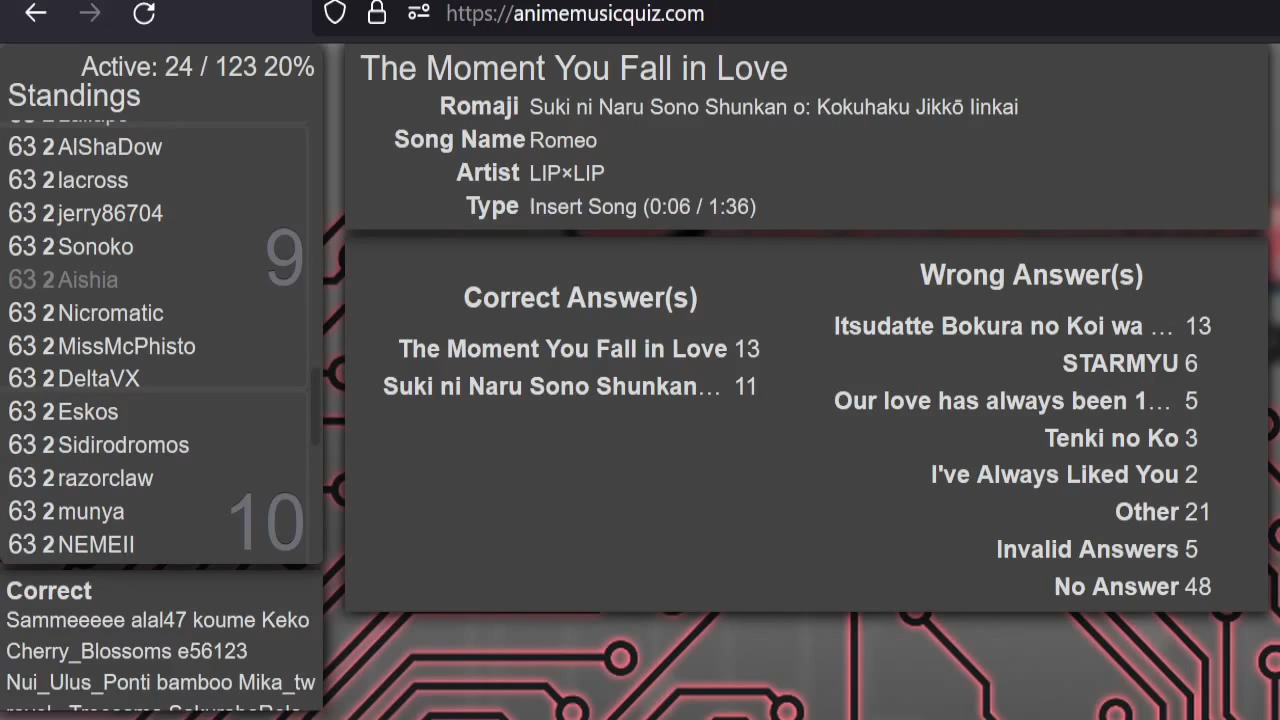 https://animemusicquiz.com
Active: 24 / 123 20%
Standings
63 2 AlShaDow
63 2 lacross
63 2 jerry86704
63 2 Sonoko
63 2 Aishia
63 2 Nicromatic
63 2 MissMcPhisto
63 2 DeltaVX
9
63 2 Eskos
63 2 Sidirodromos
63 2 razorclaw
63 2 munya
63 2 NEMEII
10
Correct
Sammeeeee alal47 koume Keko
Cherry_Blossoms e56123
Nui_Ulus_Ponti bamboo Mika_tw
The Moment You Fall in Love
Romaji Suki ni Naru Sono Shunkan o: Kokuhaku Jikkō Iinkai
Song Name Romeo
Artist LIP×LIP
Type Insert Song (0:06 / 1:36)
Correct Answer(s)
The Moment You Fall in Love 13
Suki ni Naru Sono Shunkan… 11
Wrong Answer(s)
Itsudatte Bokura no Koi wa … 13
STARMYU 6
Our love has always been 1… 5
Tenki no Ko 3
I've Always Liked You 2
Other 21
Invalid Answers 5
No Answer 48